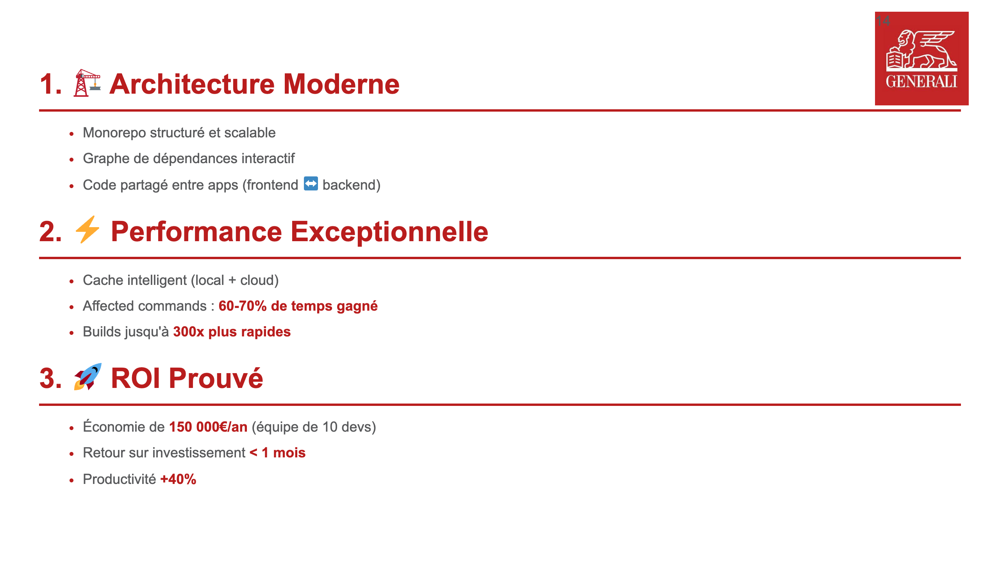 14
GENERALI
1. 🏗️ Architecture Moderne
• Monorepo structuré et scalable
• Graphe de dépendances interactif
• Code partagé entre apps (frontend ↔️ backend)
2. ⚡ Performance Exceptionnelle
• Cache intelligent (local + cloud)
• Affected commands : 60-70% de temps gagné
• Builds jusqu'à 300x plus rapides
3. 🚀 ROI Prouvé
• Économie de 150 000€/an (équipe de 10 devs)
• Retour sur investissement < 1 mois
• Productivité +40%